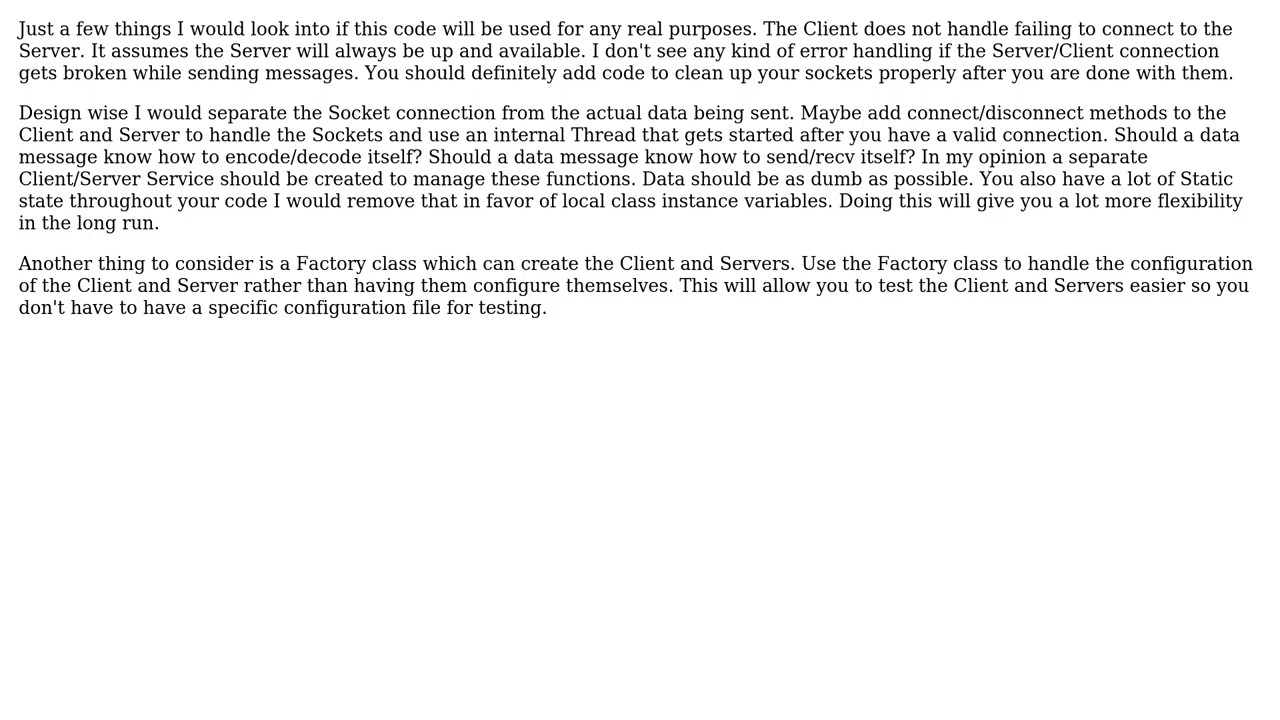 Just a few things I would look into if this code will be used for any real purposes. The Client does not handle failing to connect to the
Server. It assumes the Server will always be up and available. I don't see any kind of error handling if the Server/Client connection
gets broken while sending messages. You should definitely add code to clean up your sockets properly after you are done with them.
Design wise I would separate the Socket connection from the actual data being sent. Maybe add connect/disconnect methods to the
Client and Server to handle the Sockets and use an internal Thread that gets started after you have a valid connection. Should a data
message know how to encode/decode itself? Should a data message know how to send/recv itself? In my opinion a separate
Client/Server Service should be created to manage these functions. Data should be as dumb as possible. You also have a lot of Static
state throughout your code I would remove that in favor of local class instance variables. Doing this will give you a lot more flexibility
in the long run.
Another thing to consider is a Factory class which can create the Client and Servers. Use the Factory class to handle the configuration
of the Client and Server rather than having them configure themselves. This will allow you to test the Client and Servers easier so you
don't have to have a specific configuration file for testing.